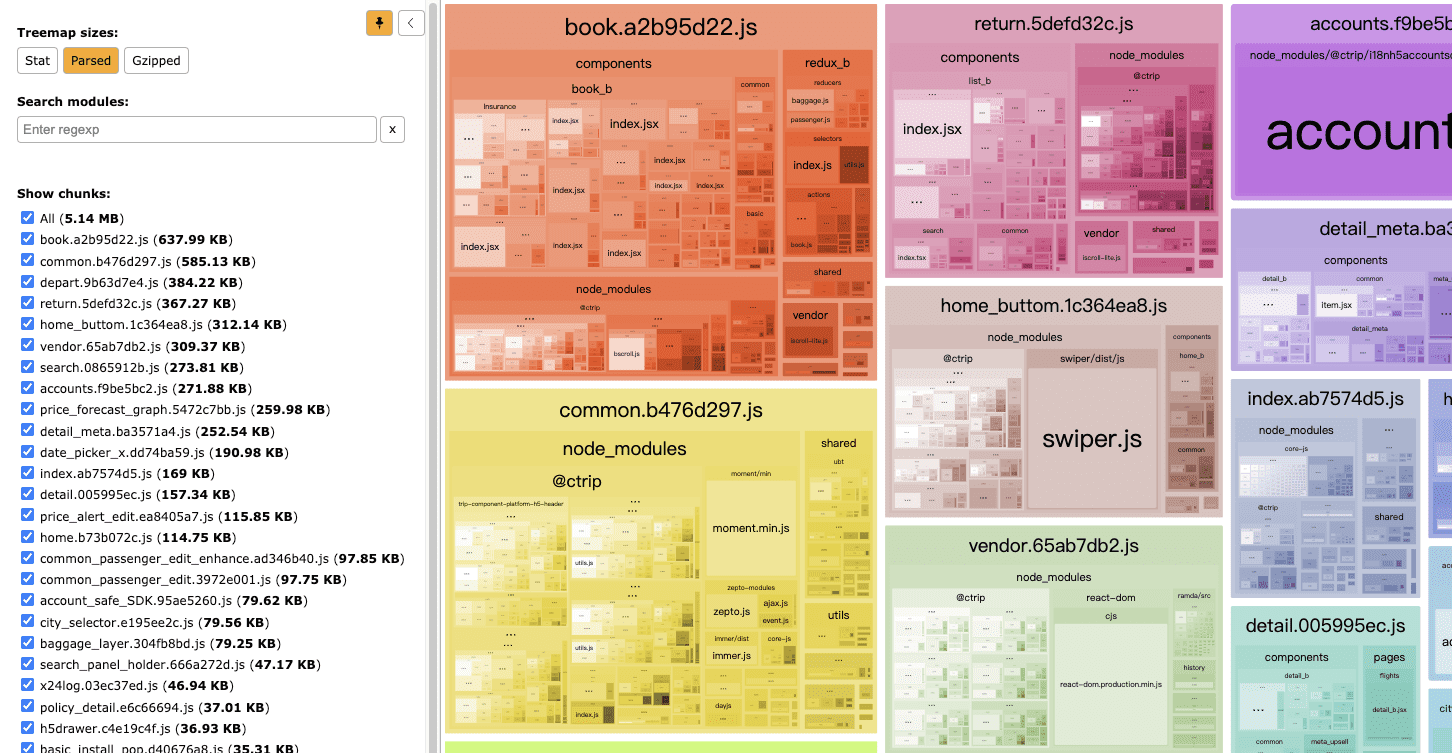 Treemap sizes:
Stat
Parsed
Gzipped
Search modules:
Enter regexp
x
Show chunks:
All (5.14 MB)
book.a2b95d22.js (637.99 KB)
common.b476d297.js (585.13 KB)
depart.9b63d7e4.js (384.22 KB)
return.5defd32c.js (367.27 KB)
home_buttom.1c364ea8.js (312.14 KB)
vendor.65ab7db2.js (309.37 KB)
search.0865912b.js (273.81 KB)
accounts.f9be5bc2.js (271.88 KB)
price_forecast_graph.5472c7bb.js (259.98 KB)
detail_meta.ba3571a4.js (252.54 KB)
date_picker_x.dd74ba59.js (190.98 KB)
index.ab7574d5.js (169 KB)
detail.005995ec.js (157.34 KB)
price_alert_edit.ea8405a7.js (115.85 KB)
home.b73b072c.js (114.75 KB)
common_passenger_edit_enhance.ad346b40.js (97.85 KB)
common_passenger_edit.3972e001.js (97.75 KB)
account_safe_SDK.95ae5260.js (79.62 KB)
city_selector.e195ee2c.js (79.56 KB)
baggage_layer.304fb8bd.js (79.25 KB)
search_panel_holder.666a272d.js (47.17 KB)
x24log.03ec37ed.js (46.94 KB)
policy_detail.e6c66694.js (37.01 KB)
h5drawer.c4e19c4f.js (36.93 KB)
basic_install_pop.d40676a8.js (35.31 KB)
book.a2b95d22.js
components
book_b
Insurance
index.jsx
index.jsx
index.jsx
index.jsx
index.jsx
index.jsx
index.jsx
index.jsx
index.jsx
common
basic
redux_b
reducers
baggage.js
passenger.js
selectors
index.js
utils.js
actions
book.js
shared
vendor
iscroll-lite.js
node_modules
@ctrip
bscroll.js
common.b476d297.js
node_modules
@ctrip
trip-component-platform-h5-header
utils.js
utils.js
index.js
moment/min
moment.min.js
zepto-modules
zepto.js
ajax.js
event.js
immer/dist
immer.js
core-js
dayjs
shared
ubt
utils
return.5defd32c.js
components
list_b
index.jsx
search
index.tsx
common
node_modules
@ctrip
vendor
iscroll-lite.js
shared
home_buttom.1c364ea8.js
node_modules
@ctrip
swiper/dist/js
swiper.js
components
home_b
common
vendor.65ab7db2.js
node_modules
@ctrip
react-dom
cjs
react-dom.production.min.js
ramda/src
history
accounts.f9be5b
node_modules/@ctrip/i18nh5accountsd
account
detail_meta.ba3
components
detail_b
common
item.jsx
detail_meta
meta_
index.ab7574d5.js
node_modules
core-js
@ctrip
shared
h
detail.005995ec.js
components
detail_b
common
meta_upsell
pages
flights
detail_b.jsx